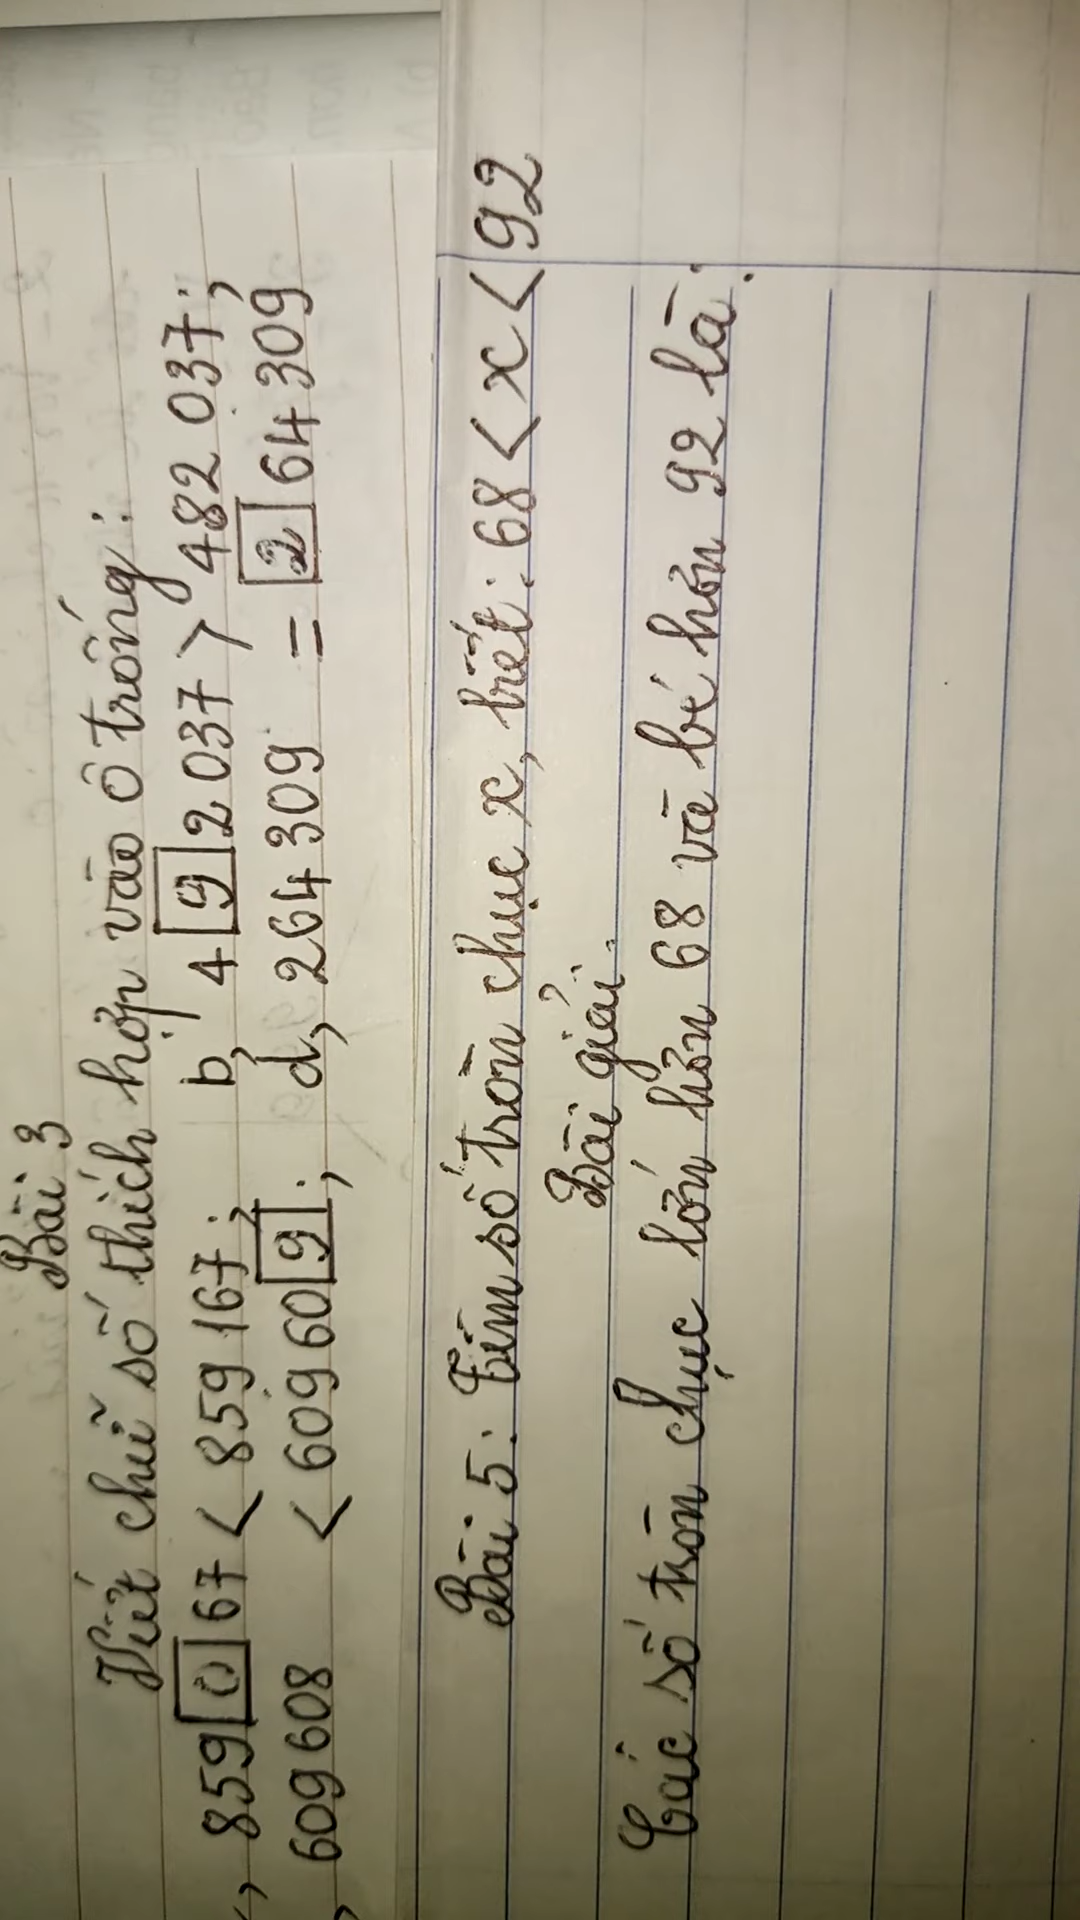 Bài 3
Viết chữ số thích hợp vào ô trống:
, 859 0 67 < 859 167 ; b, 4 9 2 037 > 482 037 ;
, 609 608 < 609 60 9 ; d, 264 309 = 2 64 309
Bài 5: Tìm số tròn chục x, biết: 68 < x < 92
Bài giải.
Các số tròn chục lớn hơn 68 và bé hơn 92 là: